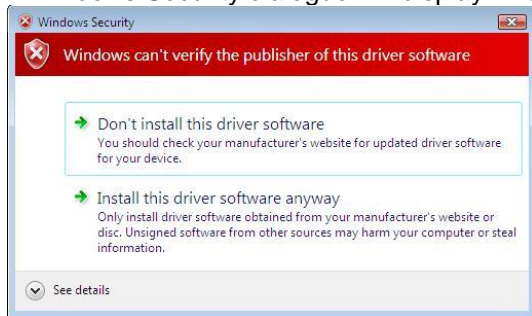 Security dialogue
Windows Security
Windows can't verify the publisher of this driver software
Don't install this driver software
You should check your manufacturer's website for updated driver software
for your device.
Install this driver software anyway
Only install driver software obtained from your manufacturer's website or
disc. Unsigned software from other sources may harm your computer or steal
information.
See details